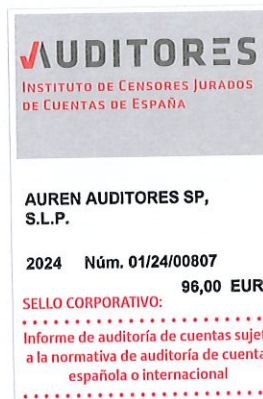 AUDITORES
INSTITUTO DE CENSORES JURADOS
DE CUENTAS DE ESPAÑA
AUREN AUDITORES SP,
S.L.P.
2024 Núm. 01/24/00807
96,00 EUR
SELLO CORPORATIVO:
Informe de auditoría de cuentas sujet
a la normativa de auditoría de cuenta
española o internacional